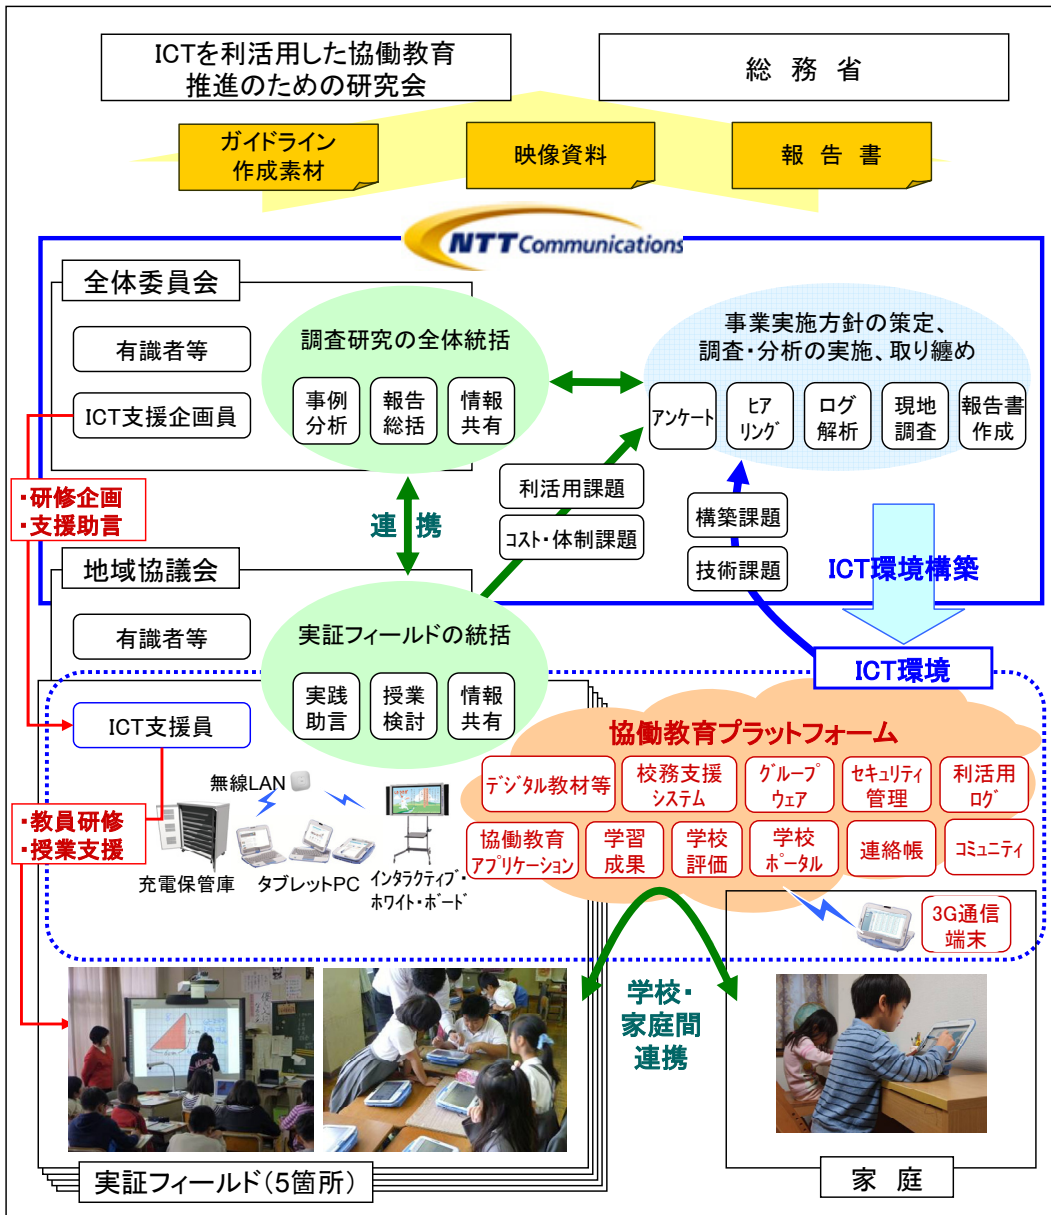 ICTを利活用した協働教育
推進のための研究会
総 務 省
ガイドライン
作成素材
映像資料
報 告 書
NTT Communications
全体委員会
有識者等
ICT支援企画員
調査研究の全体統括
事例
分析
報告
総括
情報
共有
事業実施方針の策定、
調査・分析の実施、取り纏め
アンケート
ヒア
リング
ログ
解析
現地
調査
報告書
作成
・研修企画
・支援助言
連 携
利活用課題
コスト・体制課題
構築課題
技術課題
ICT環境構築
地域協議会
有識者等
実証フィールドの統括
実践
助言
授業
検討
情報
共有
ICT環境
ICT支援員
・教員研修
・授業支援
無線LAN
充電保管庫
タブレットPC
インタラクティブ・
ホワイト・ボード
協働教育プラットフォーム
デジタル教材等
校務支援
システム
グループ
ウェア
セキュリティ
管理
利活用
ログ
協働教育
アプリケーション
学習
成果
学校
評価
学校
ポータル
連絡帳
コミュニティ
3G通信
端末
学校・
家庭間
連携
実証フィールド(5箇所)
家 庭